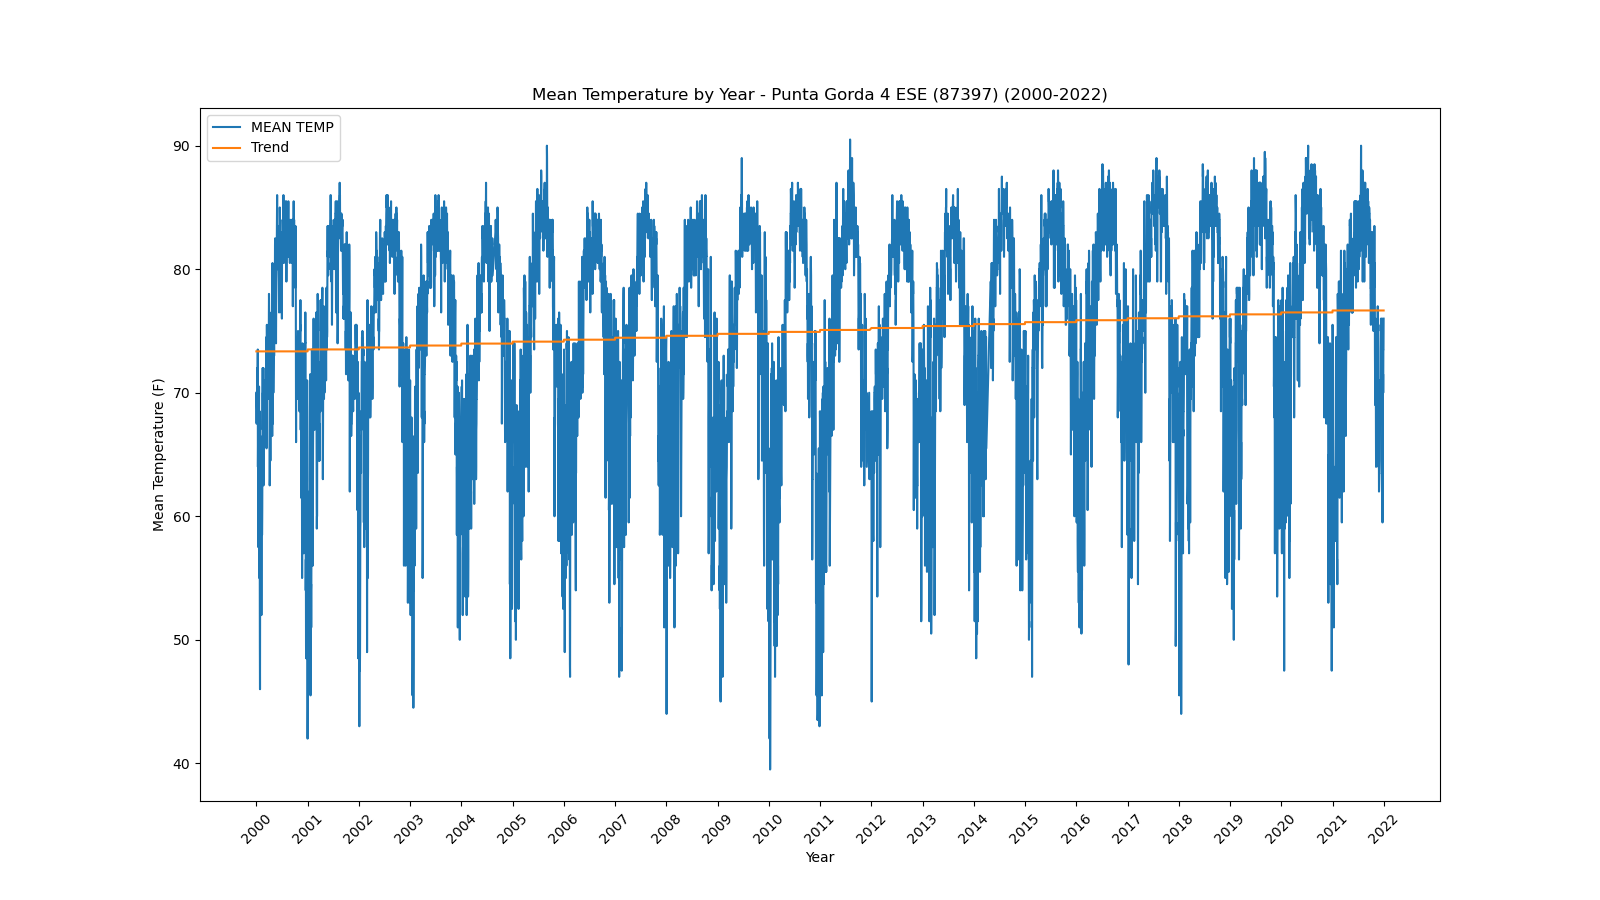 Mean Temperature by Year - Punta Gorda 4 ESE (87397) (2000-2022)
MEAN TEMP
Trend
90
80
70
60
50
40
Mean Temperature (F)
2000 2001 2002 2003 2004 2005 2006 2007 2008 2009 2010 2011 2012 2013 2014 2015 2016 2017 2018 2019 2020 2021 2022
Year